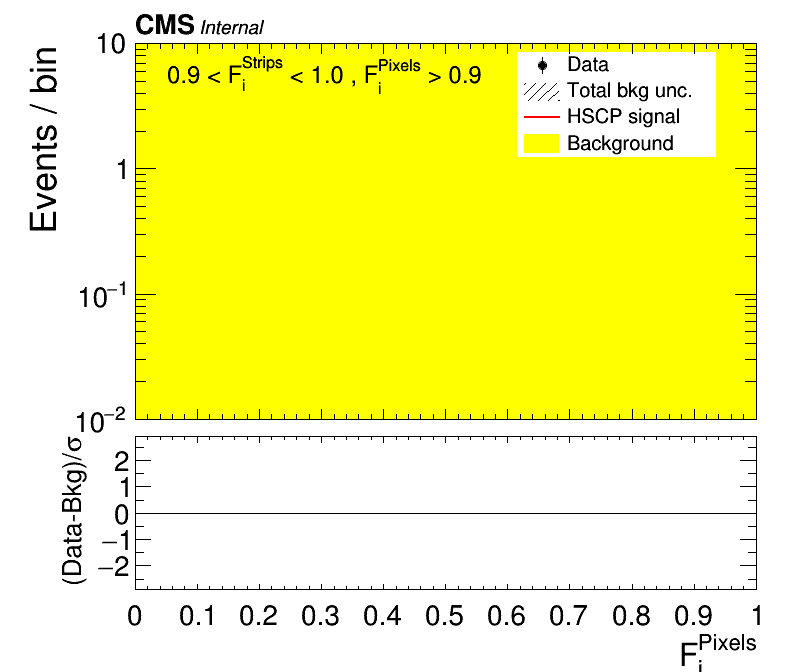 CMS Internal
Events / bin
10
1
10⁻¹
10⁻²
0.9 < F_i^Strips < 1.0 , F_i^Pixels > 0.9
Data
Total bkg unc.
HSCP signal
Background
(Data-Bkg)/σ
2
1
0
−1
−2
0 0.1 0.2 0.3 0.4 0.5 0.6 0.7 0.8 0.9 1
F_i^Pixels